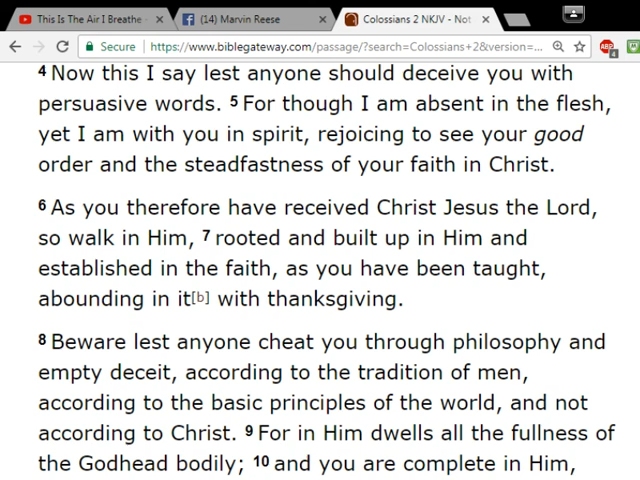 This Is The Air I Breathe
(14) Marvin Reese
Colossians 2 NKJV - Not
Secure
https://www.biblegateway.com/passage/?search=Colossians+2&version=...
ABP
4
4 Now this I say lest anyone should deceive you with
persuasive words. 5 For though I am absent in the flesh,
yet I am with you in spirit, rejoicing to see your good
order and the steadfastness of your faith in Christ.
6 As you therefore have received Christ Jesus the Lord,
so walk in Him, 7 rooted and built up in Him and
established in the faith, as you have been taught,
abounding in it[b] with thanksgiving.
8 Beware lest anyone cheat you through philosophy and
empty deceit, according to the tradition of men,
according to the basic principles of the world, and not
according to Christ. 9 For in Him dwells all the fullness of
the Godhead bodily; 10 and you are complete in Him,